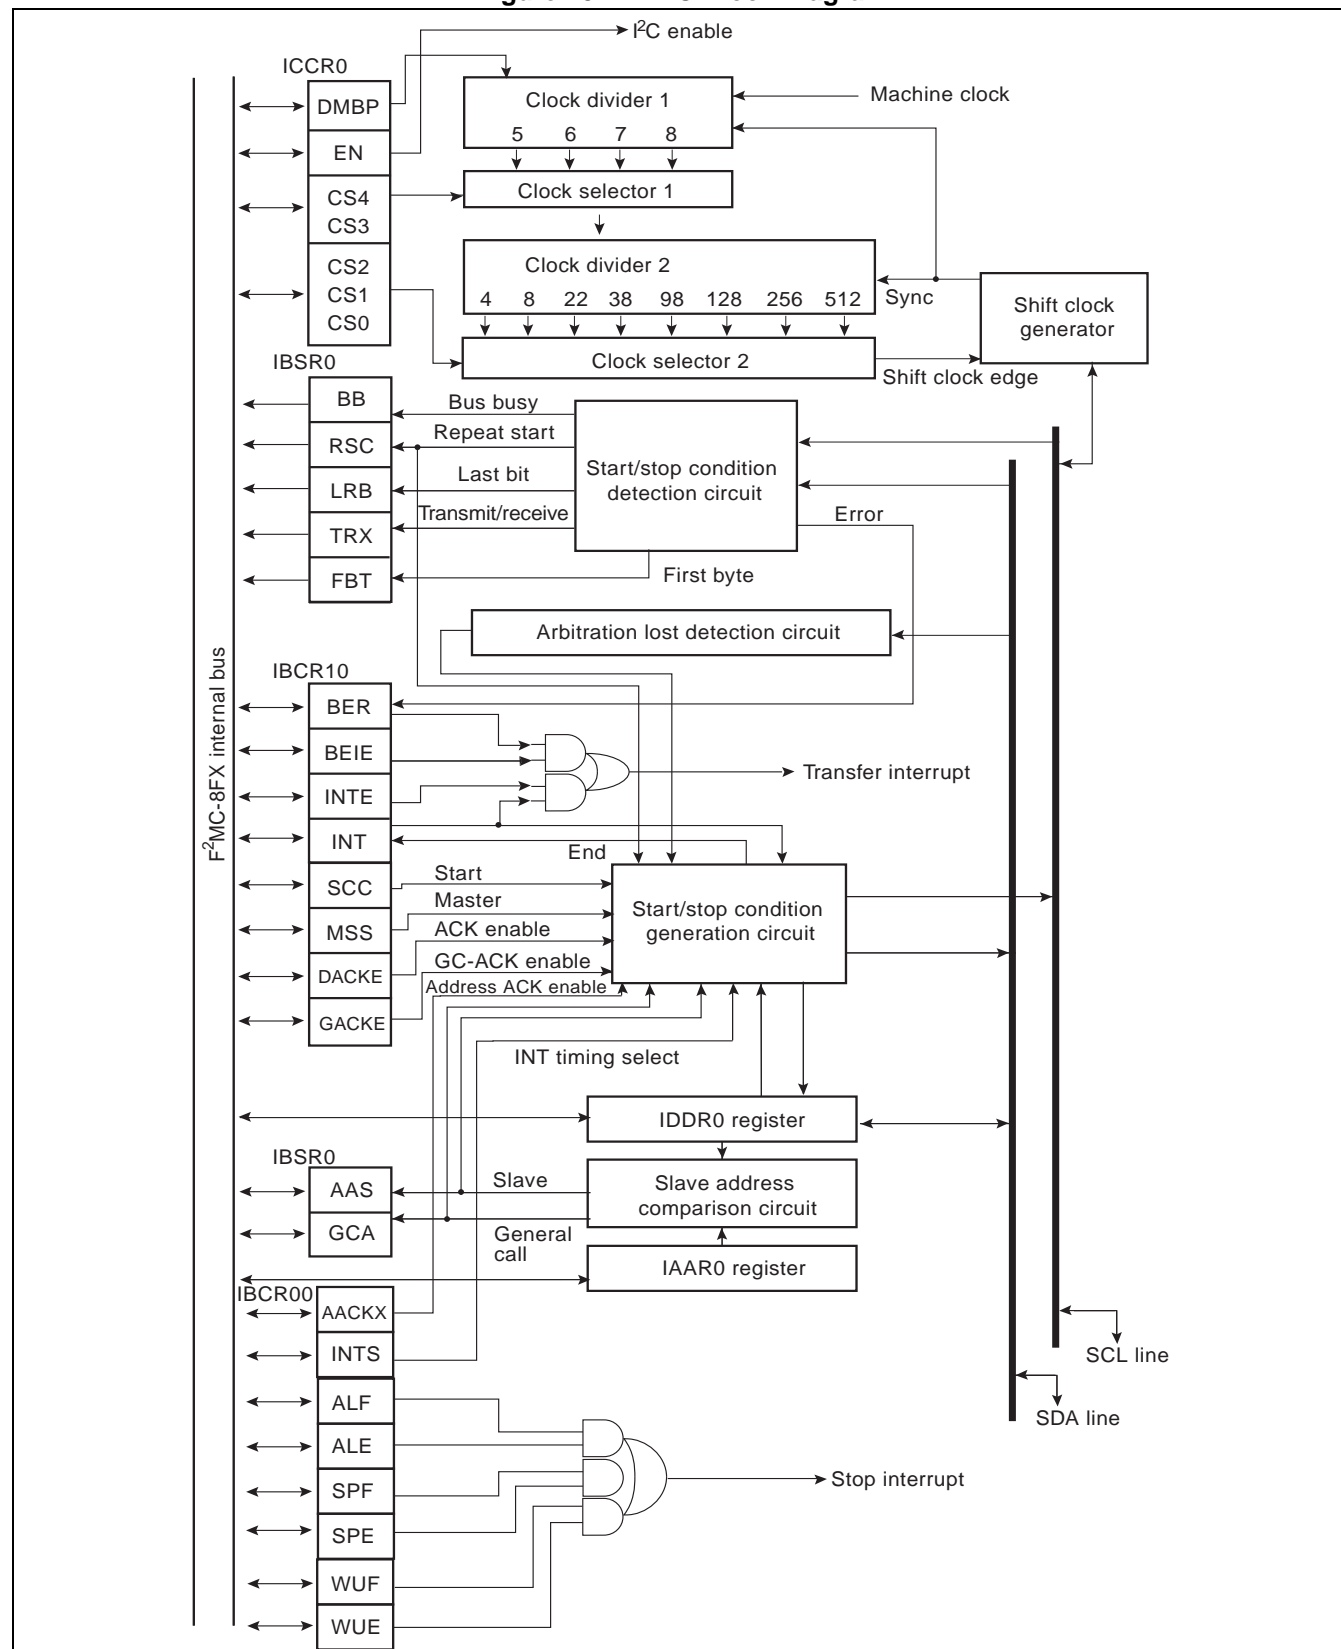 I2C enable
ICCR0
DMBP
EN
CS4
CS3
CS2
CS1
CS0
Clock divider 1
5 6 7 8
Machine clock
Clock selector 1
Clock divider 2
4 8 22 38 98 128 256 512
Sync
Shift clock
generator
Clock selector 2
Shift clock edge
IBSR0
BB
RSC
LRB
TRX
FBT
Bus busy
Repeat start
Last bit
Transmit/receive
First byte
Start/stop condition
detection circuit
Error
Arbitration lost detection circuit
F2MC-8FX internal bus
IBCR10
BER
BEIE
INTE
INT
SCC
MSS
DACKE
GACKE
Transfer interrupt
End
Start
Master
ACK enable
GC-ACK enable
Address ACK enable
Start/stop condition
generation circuit
INT timing select
IDDR0 register
IBSR0
AAS
GCA
Slave
General
call
Slave address
comparison circuit
IAAR0 register
IBCR00
AACKX
INTS
ALF
ALE
SPF
SPE
WUF
WUE
SCL line
SDA line
Stop interrupt